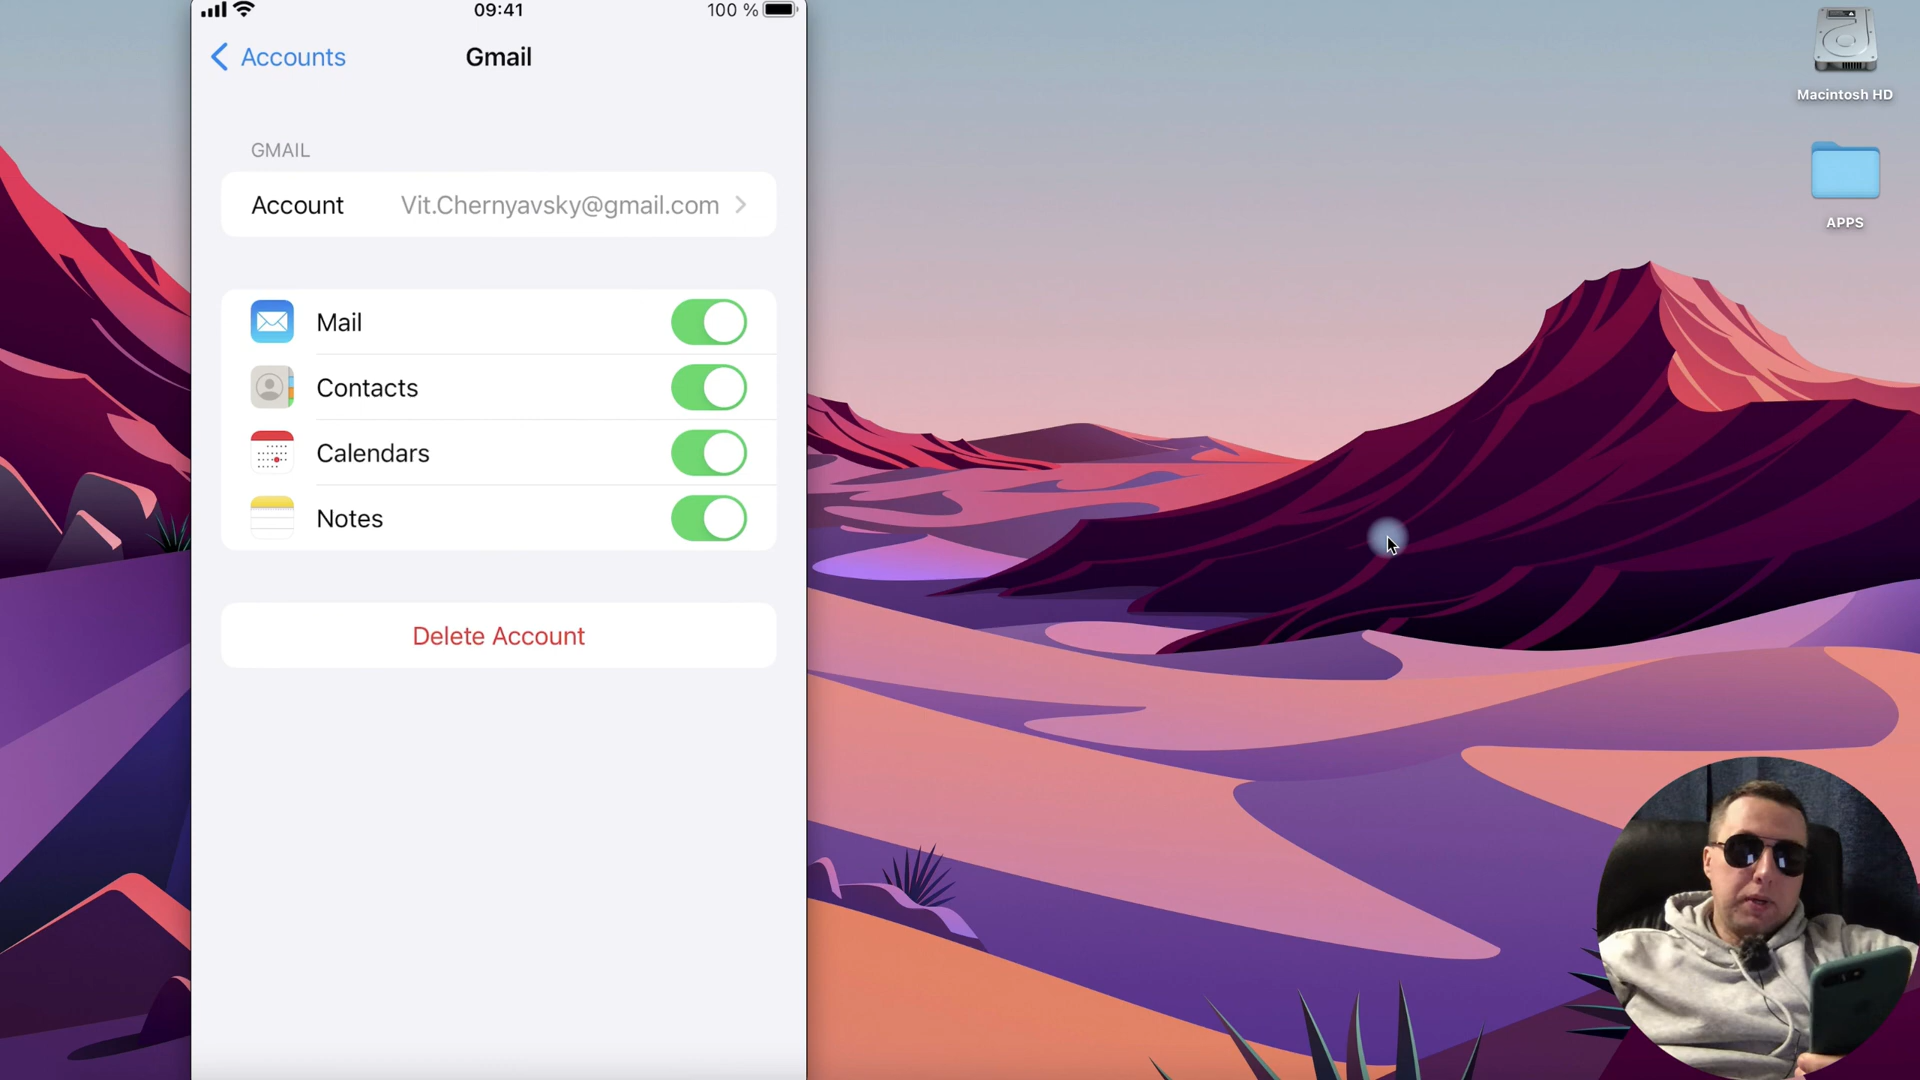 09:41
100 %
Accounts
Gmail
GMAIL
Account
Vit.Chernyavsky@gmail.com
Mail
Contacts
Calendars
Notes
Delete Account
Macintosh HD
APPS